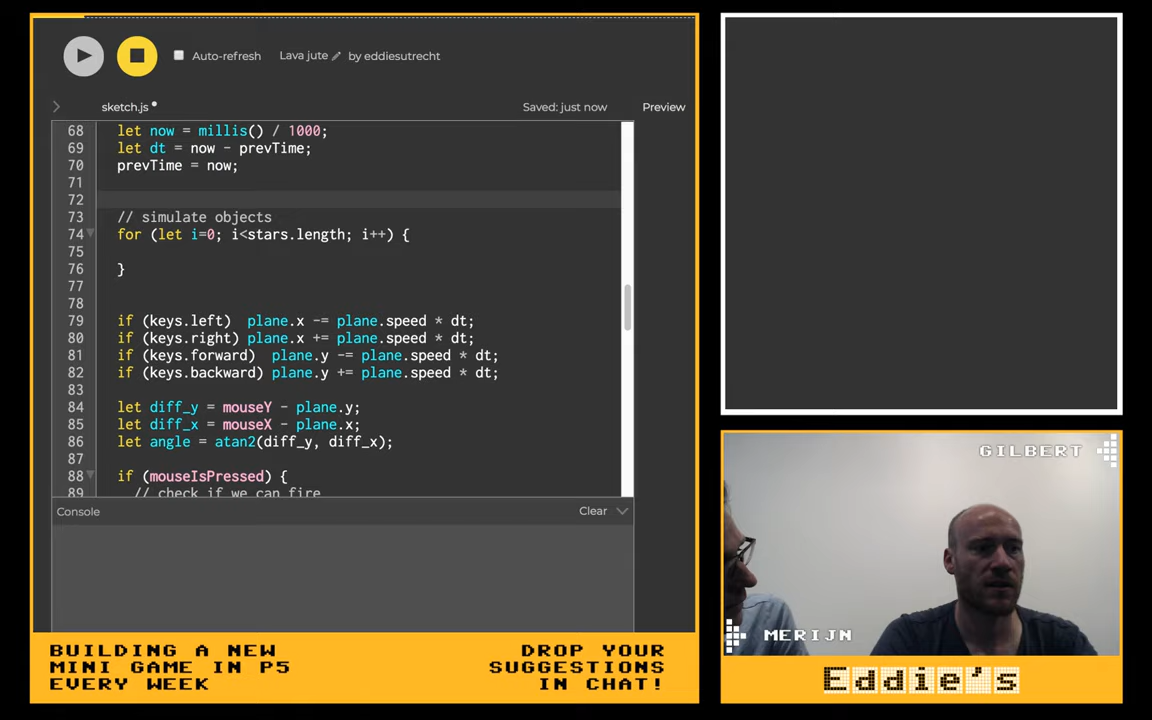 Auto-refresh
Lava jute
by eddiesutrecht
sketch.js
Saved: just now
Preview
68 let now = millis() / 1000;
69 let dt = now - prevTime;
70 prevTime = now;
71
72
73 // simulate objects
74 for (let i=0; i<stars.length; i++) {
75
76 }
77
78
79 if (keys.left)  plane.x -= plane.speed * dt;
80 if (keys.right) plane.x += plane.speed * dt;
81 if (keys.forward)  plane.y -= plane.speed * dt;
82 if (keys.backward) plane.y += plane.speed * dt;
83
84 let diff_y = mouseY - plane.y;
85 let diff_x = mouseX - plane.x;
86 let angle = atan2(diff_y, diff_x);
87
88 if (mouseIsPressed) {
89 // check if we can fire
Console
Clear
GILBERT
MERIJN
BUILDING A NEW
MINI GAME IN P5
EVERY WEEK
DROP YOUR
SUGGESTIONS
IN CHAT!
Eddie's